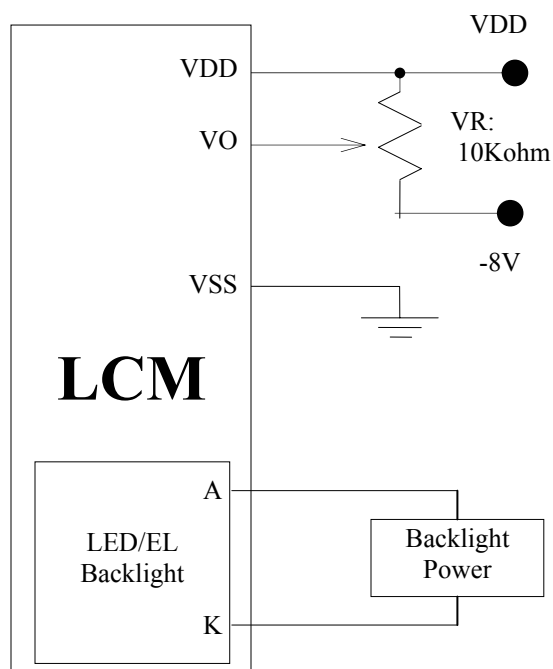 VDD
VDD
VO
VR:
10Kohm
-8V
VSS
LCM
A
LED/EL
Backlight
Backlight
Power
K